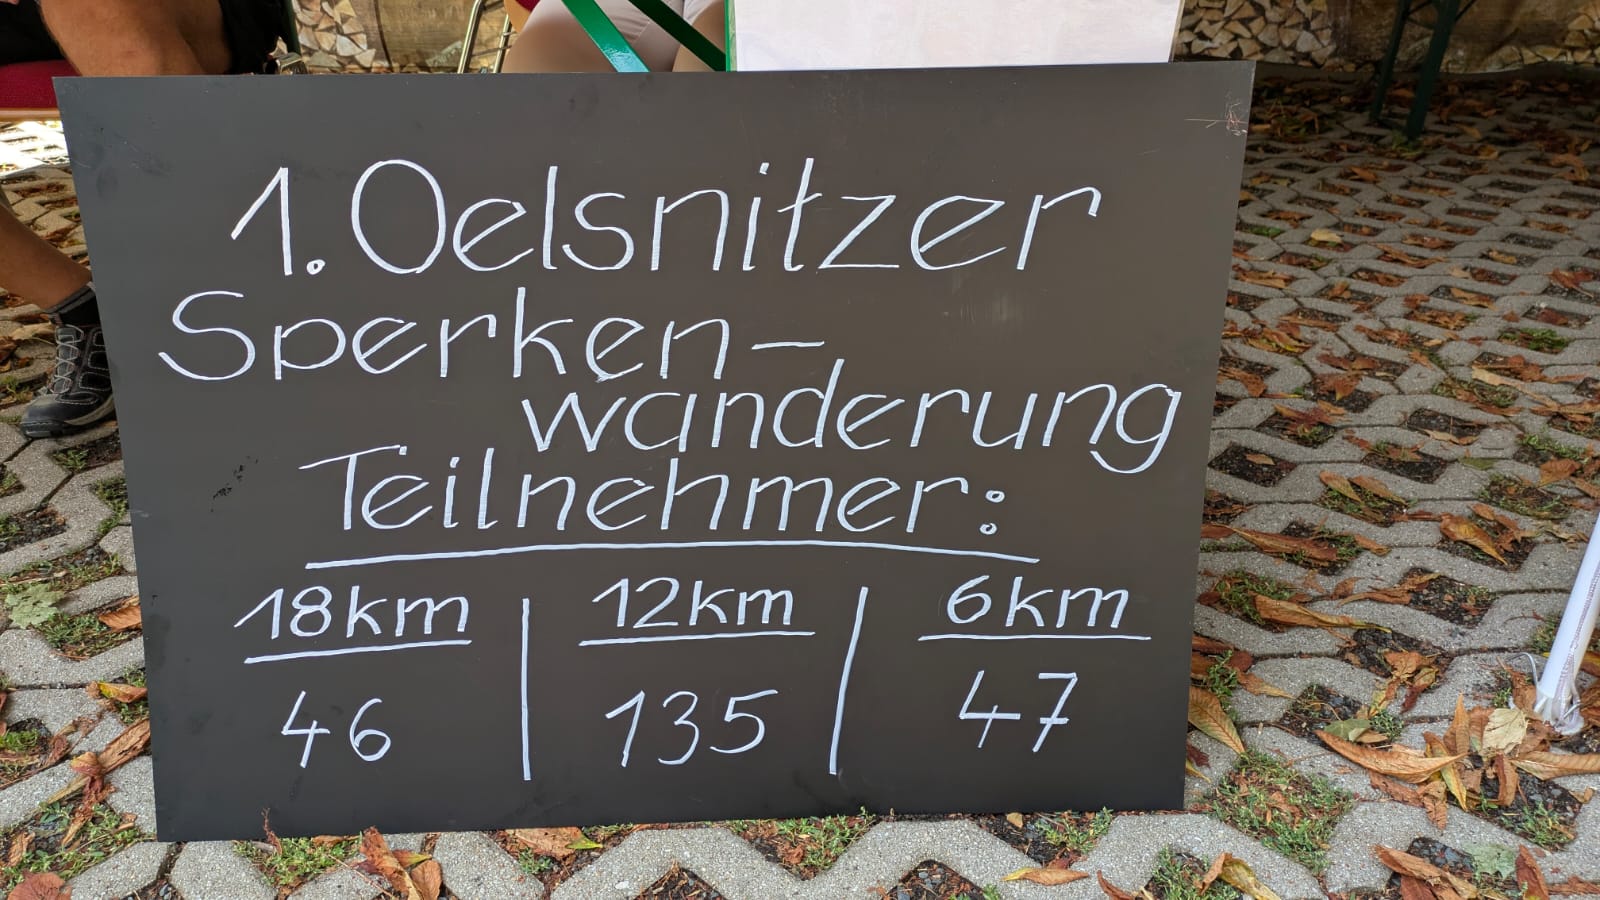 1. Oelsnitzer
Sperken-
wanderung
Teilnehmer:
18km | 12km | 6km
46 | 135 | 47